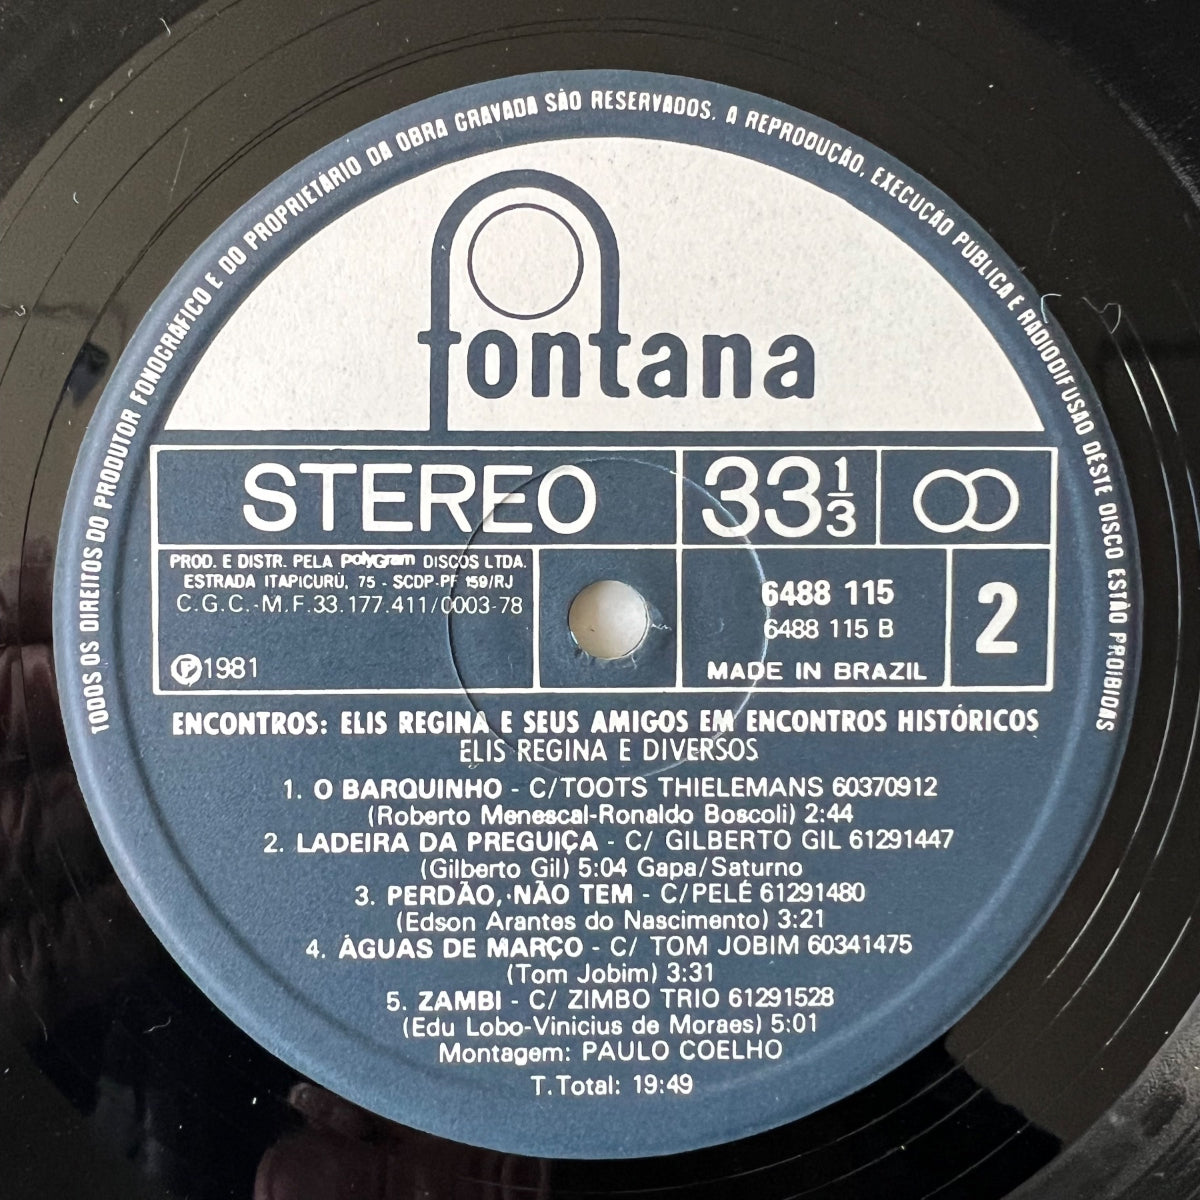 TODOS OS DIREITOS DO PRODUTOR FONOGRÁFICO E DO PROPRIETÁRIO DA OBRA GRAVADA SÃO RESERVADOS. A REPRODUÇÃO, EXECUÇÃO PÚBLICA E RADIODIFUSÃO DÊSTE DISCO ESTÃO PROIBIDAS
fontana
STEREO
33 1/3
PROD. E DISTR. PELA PolyGram DISCOS LTDA.
ESTRADA ITAPICURÚ, 75 - SCDP-PF 159/RJ
C.G.C.-M.F.33.177.411/0003-78
Ⓟ1981
6488 115
6488 115 B
MADE IN BRAZIL
2
ENCONTROS: ELIS REGINA E SEUS AMIGOS EM ENCONTROS HISTÓRICOS
ELIS REGINA E DIVERSOS
1. O BARQUINHO - C/TOOTS THIELEMANS 60370912
(Roberto Menescal-Ronaldo Boscoli) 2:44
2. LADEIRA DA PREGUIÇA - C/ GILBERTO GIL 61291447
(Gilberto Gil) 5:04 Gapa/Saturno
3. PERDÃO, NÃO TEM - C/PELÉ 61291480
(Edson Arantes do Nascimento) 3:21
4. ÁGUAS DE MARÇO - C/ TOM JOBIM 60341475
(Tom Jobim) 3:31
5. ZAMBI - C/ ZIMBO TRIO 61291528
(Edu Lobo-Vinicius de Moraes) 5:01
Montagem: PAULO COELHO
T.Total: 19:49